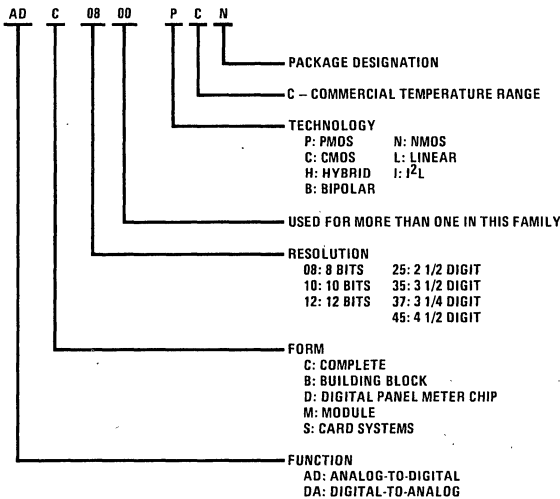 AD C 08 00 P C N
PACKAGE DESIGNATION
C – COMMERCIAL TEMPERATURE RANGE
TECHNOLOGY
P: PMOS N: NMOS
C: CMOS L: LINEAR
H: HYBRID I: I²L
B: BIPOLAR
USED FOR MORE THAN ONE IN THIS FAMILY
RESOLUTION
08: 8 BITS 25: 2 1/2 DIGIT
10: 10 BITS 35: 3 1/2 DIGIT
12: 12 BITS 37: 3 1/4 DIGIT
45: 4 1/2 DIGIT
FORM
C: COMPLETE
B: BUILDING BLOCK
D: DIGITAL PANEL METER CHIP
M: MODULE
S: CARD SYSTEMS
FUNCTION
AD: ANALOG-TO-DIGITAL
DA: DIGITAL-TO-ANALOG